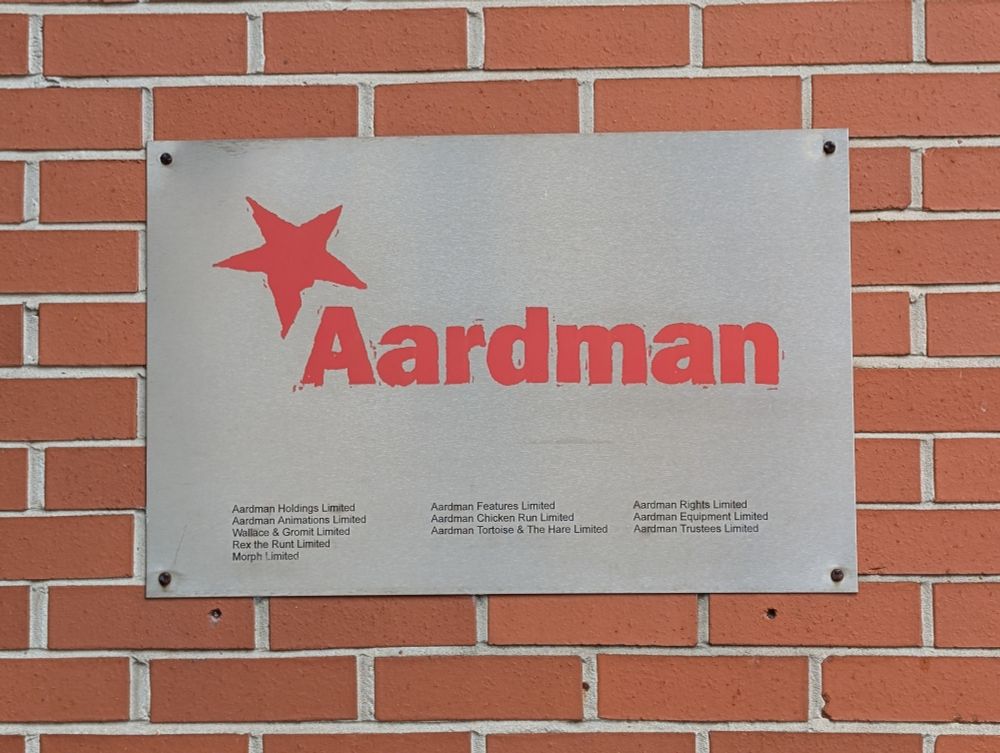 Aardman
Aardman Holdings Limited
Aardman Animations Limited
Wallace & Gromit Limited
Rex the Runt Limited
Morph Limited
Aardman Features Limited
Aardman Chicken Run Limited
Aardman Tortoise & The Hare Limited
Aardman Rights Limited
Aardman Equipment Limited
Aardman Trustees Limited